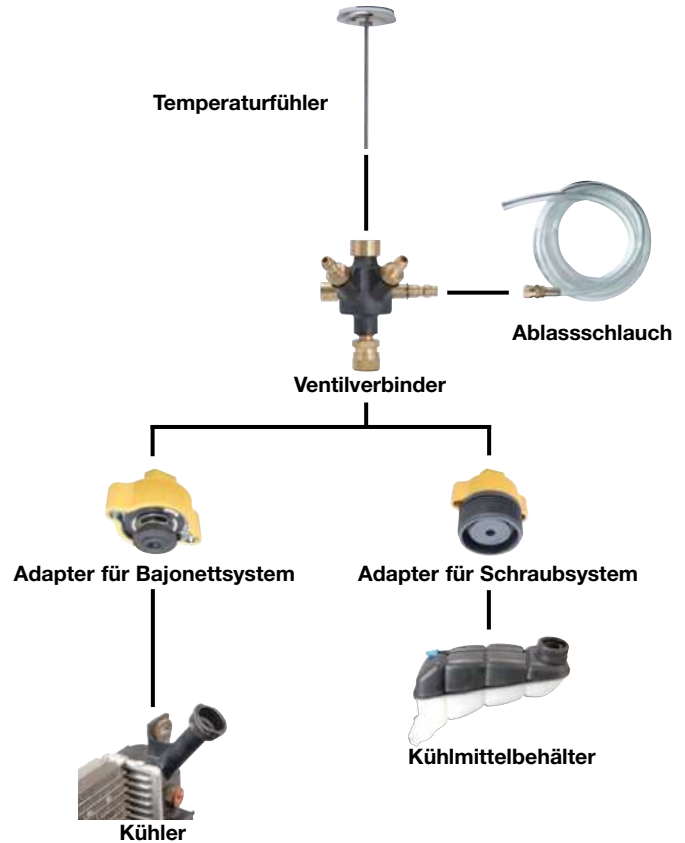 Temperaturfühler
Ablassschlauch
Ventilverbinder
Adapter für Bajonettsystem
Adapter für Schraubsystem
Kühlmittelbehälter
Kühler